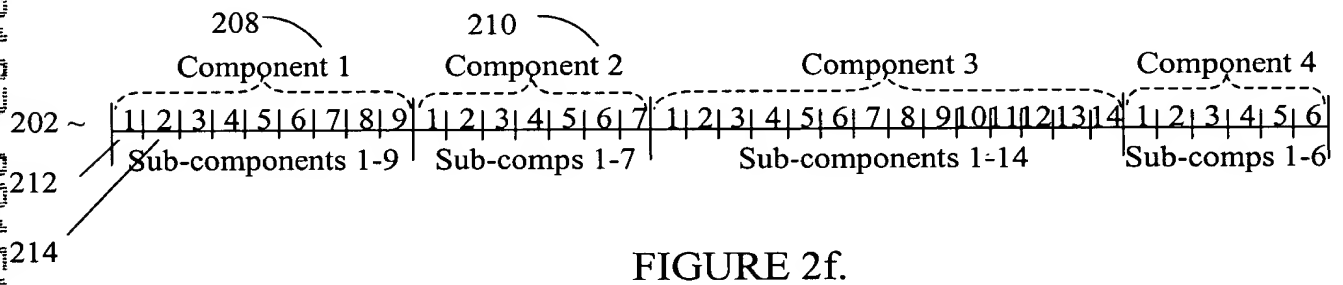 208 210
Component 1 Component 2 Component 3 Component 4
202 ~ 1 2 3 4 5 6 7 8 9 1 2 3 4 5 6 7 1 2 3 4 5 6 7 8 9 10 11 12 13 14 1 2 3 4 5 6
Sub-components 1-9 Sub-comps 1-7 Sub-components 1-14 Sub-comps 1-6
212
214
FIGURE 2f.